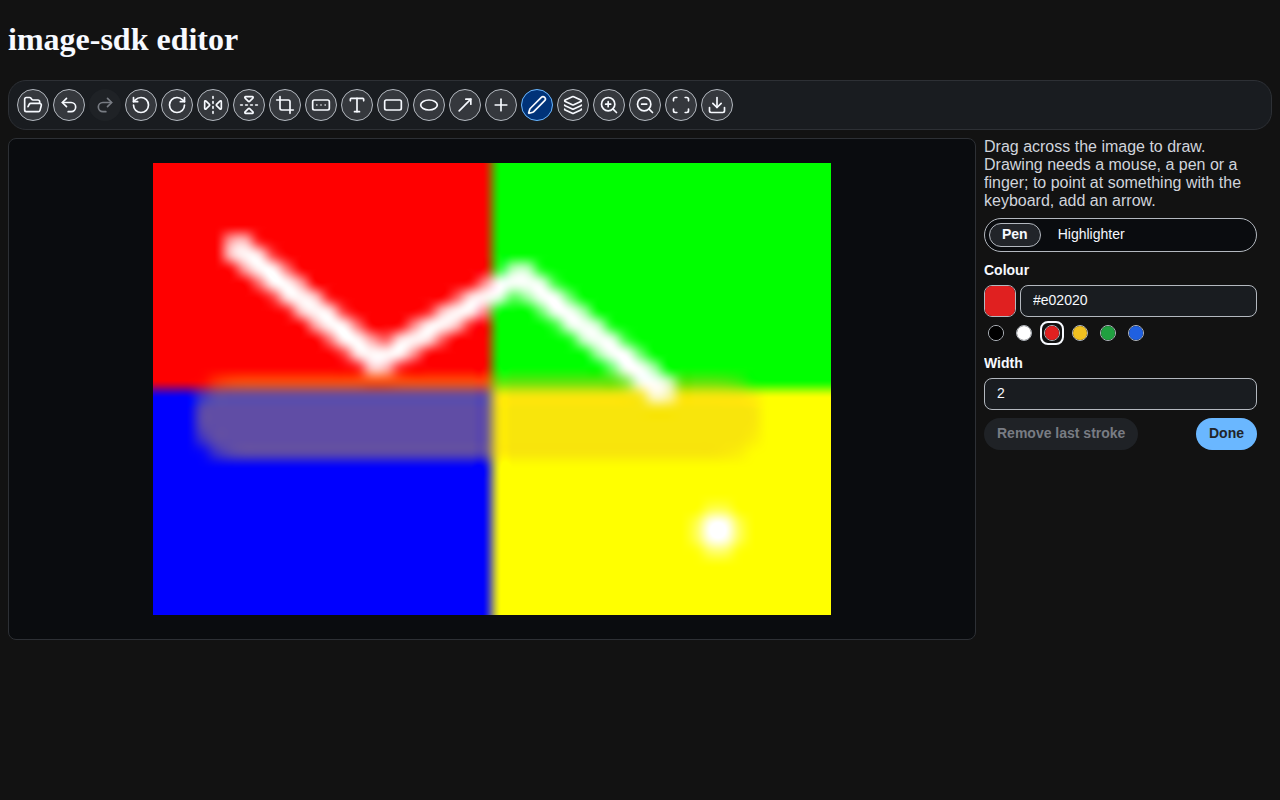 image-sdk editor
Drag across the image to draw.
Drawing needs a mouse, a pen or a
finger; to point at something with the
keyboard, add an arrow.
Pen Highlighter
Colour
#e02020
Width
2
Remove last stroke Done